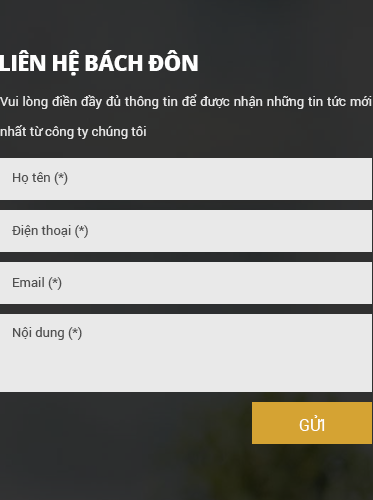 LIÊN HỆ BÁCH ĐÔN
Vui lòng điền đầy đủ thông tin để được nhận những tin tức mới
nhất từ công ty chúng tôi
Họ tên (*)
Điện thoại (*)
Email (*)
Nội dung (*)
GỬI